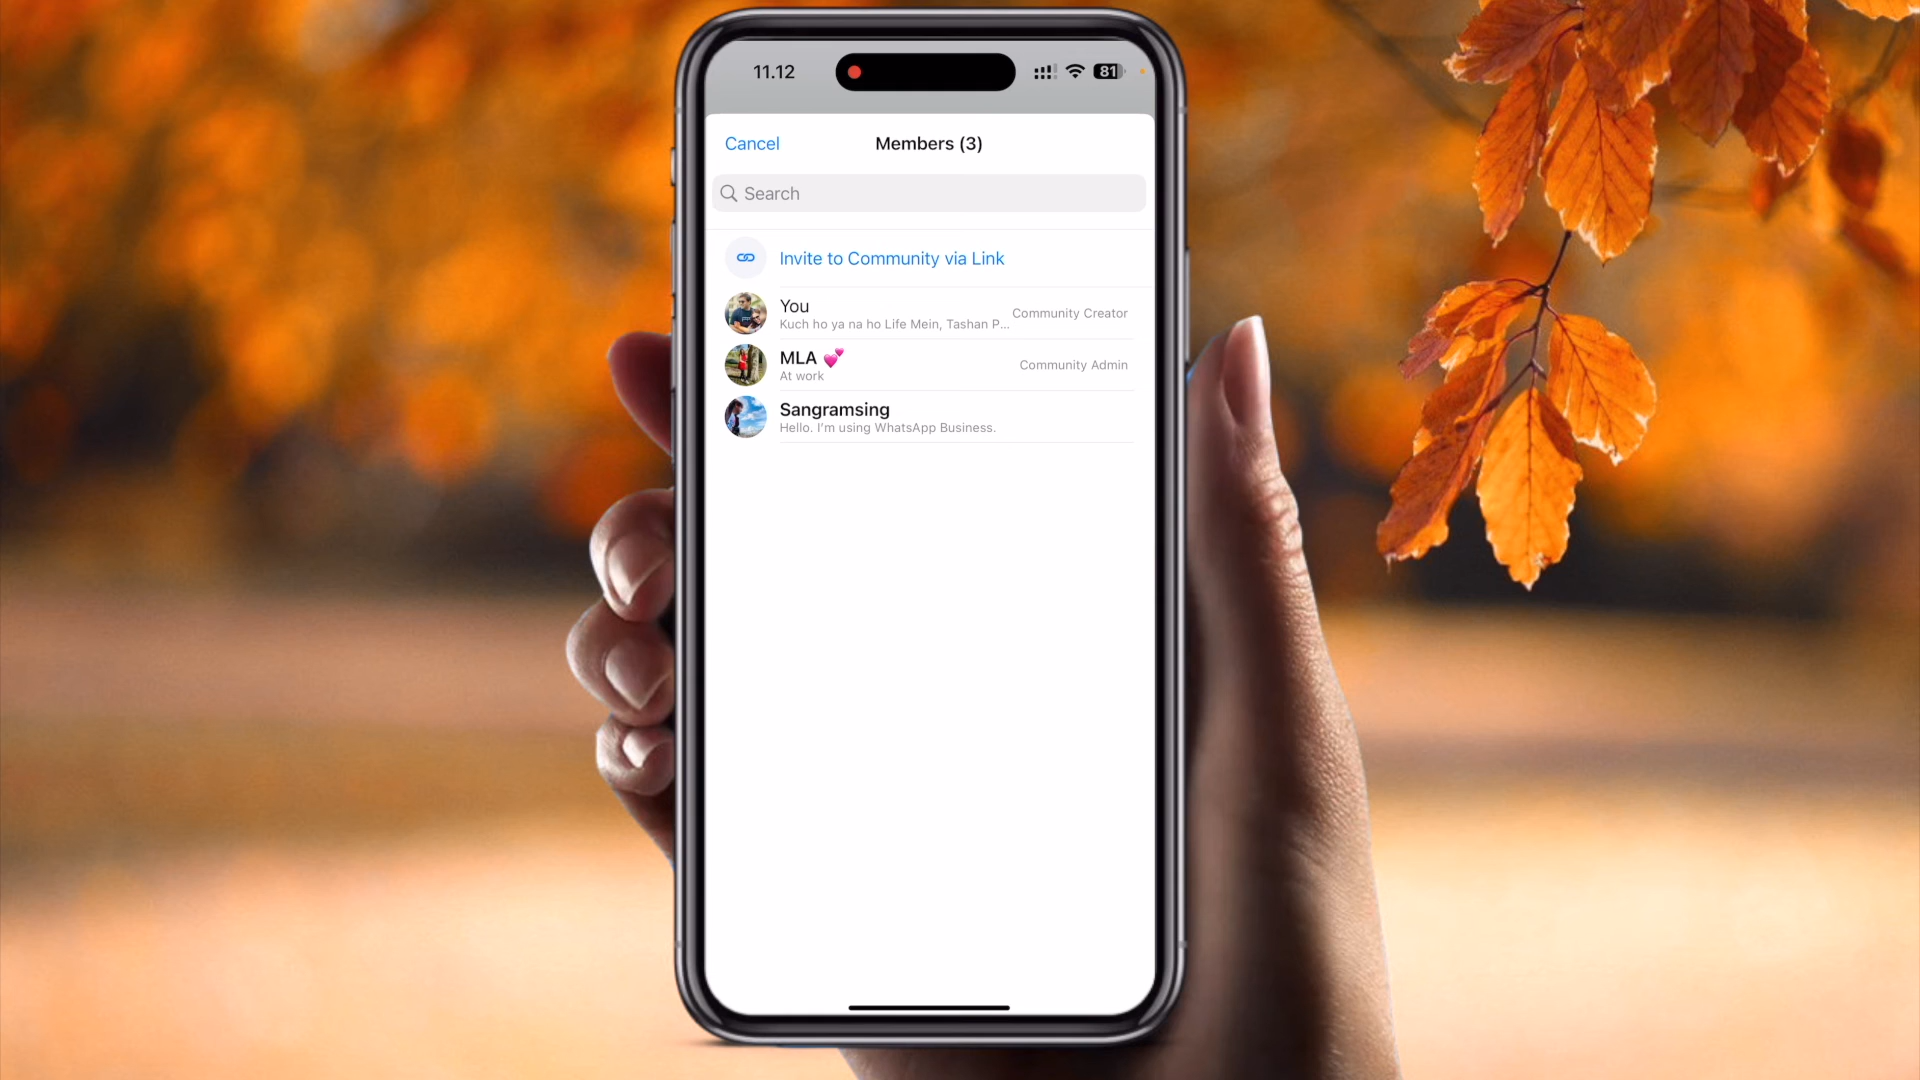 11.12
81
Cancel
Members (3)
Search
Invite to Community via Link
You
Kuch ho ya na ho Life Mein, Tashan P...
Community Creator
MLA 💕
At work
Community Admin
Sangramsing
Hello. I'm using WhatsApp Business.